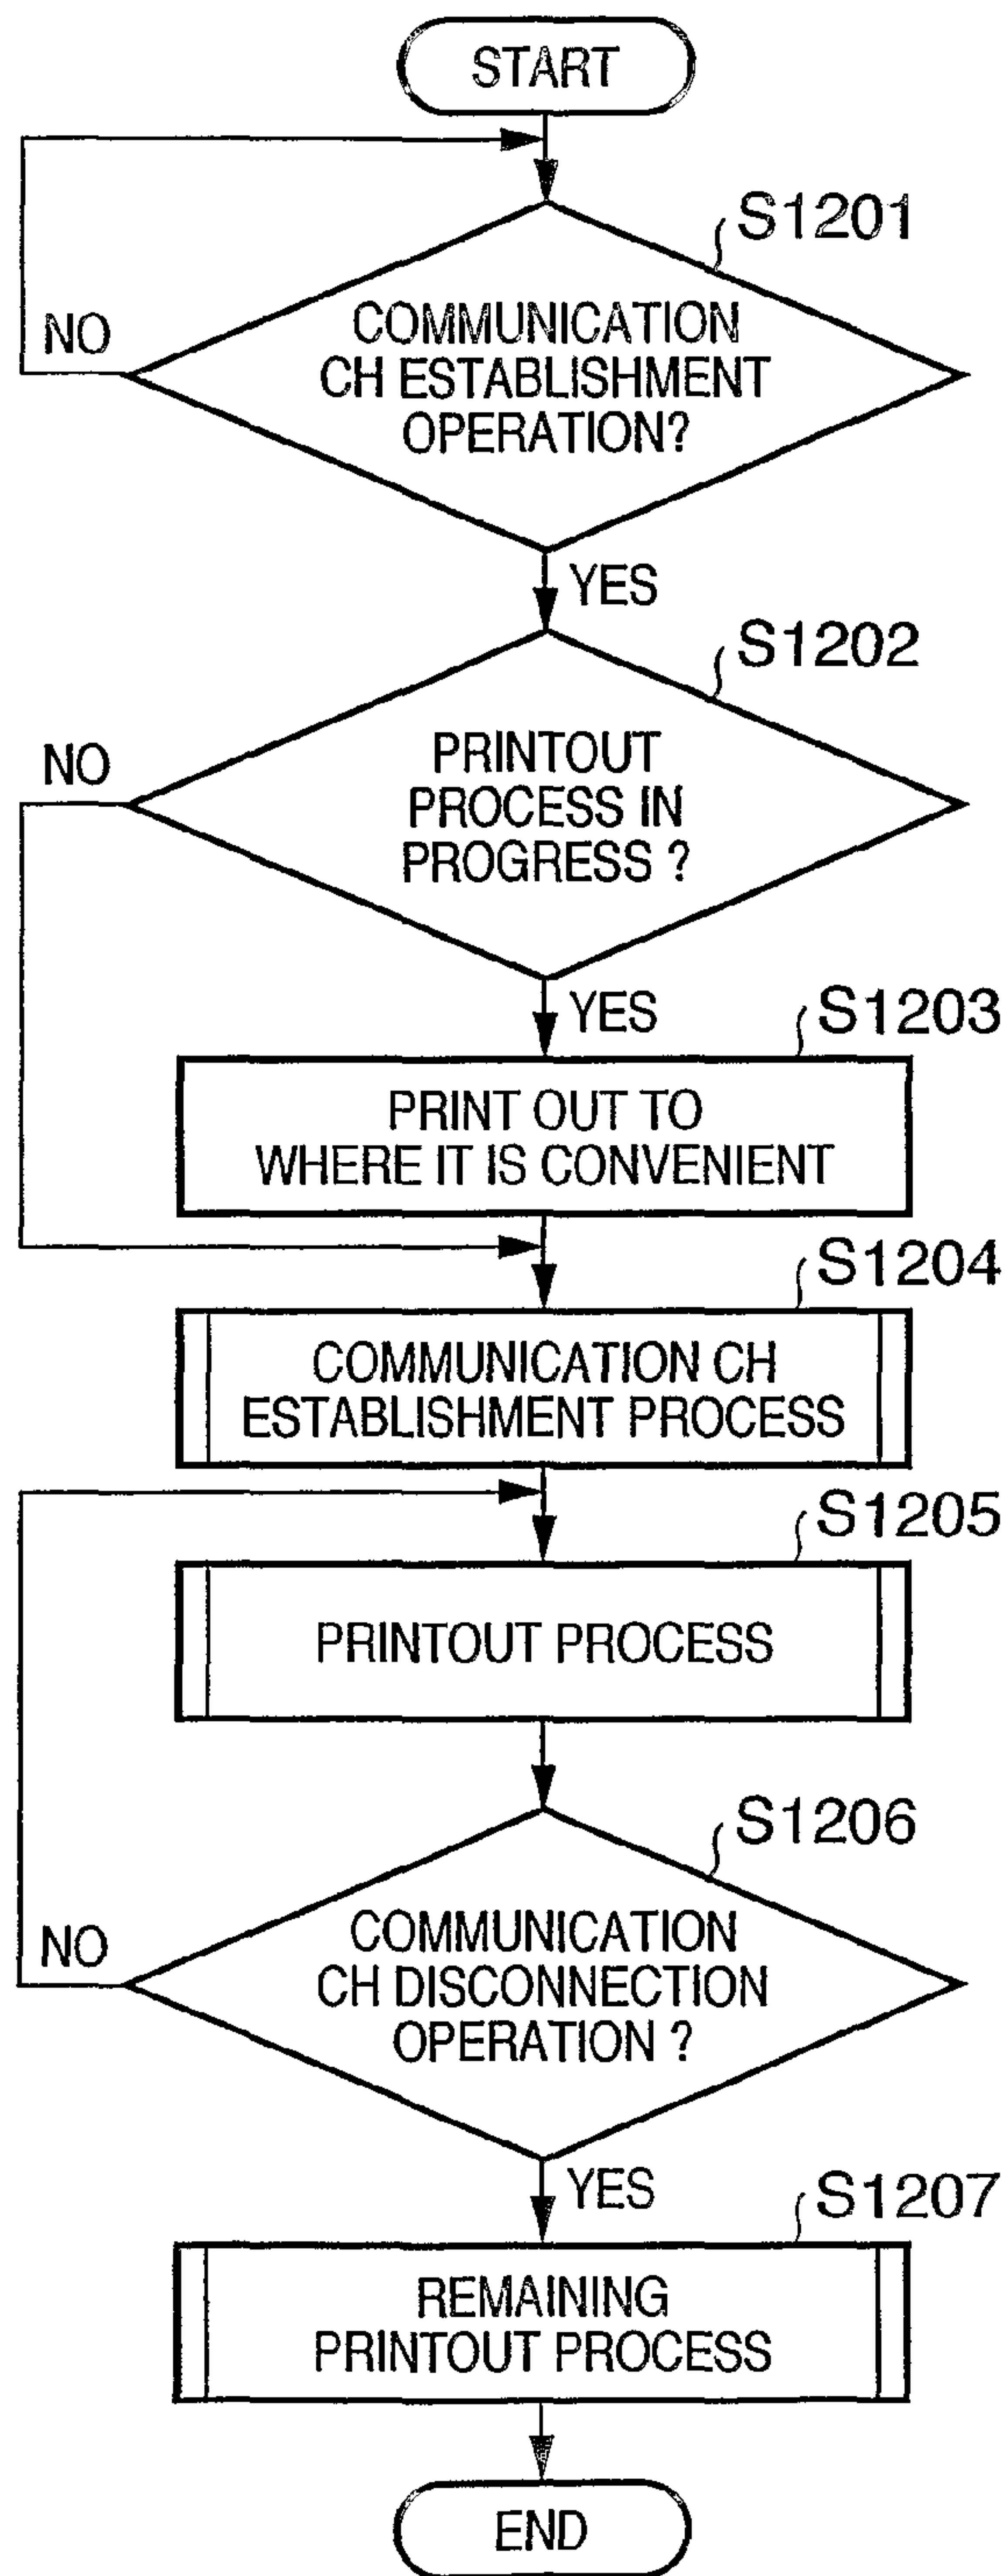 START
S1201
COMMUNICATION
CH ESTABLISHMENT
OPERATION?
NO
YES
S1202
PRINTOUT
PROCESS IN
PROGRESS ?
NO
YES
S1203
PRINT OUT TO
WHERE IT IS CONVENIENT
S1204
COMMUNICATION CH
ESTABLISHMENT PROCESS
S1205
PRINTOUT PROCESS
S1206
COMMUNICATION
CH DISCONNECTION
OPERATION ?
NO
YES
S1207
REMAINING
PRINTOUT PROCESS
END